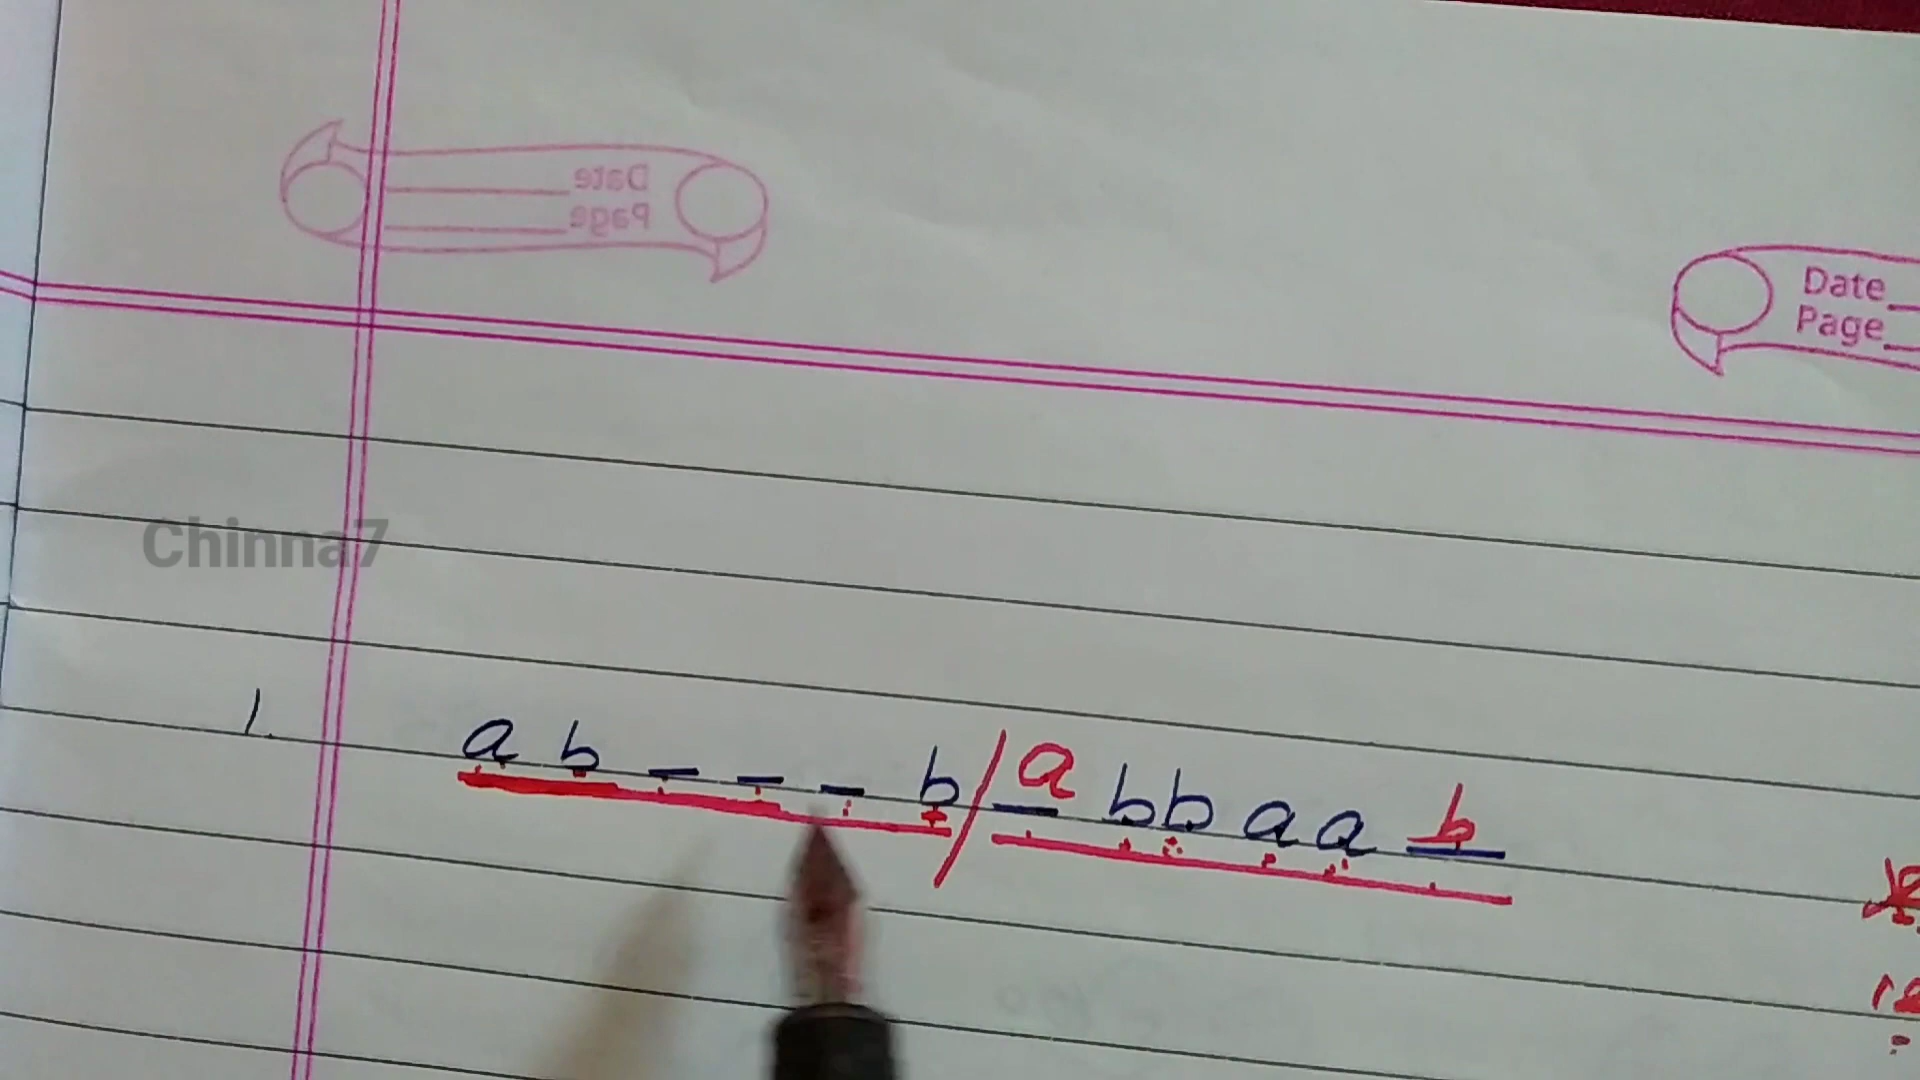 Date
Page
Date
Page
Chinna7
1. a b _ _ _ b / a b b a a b